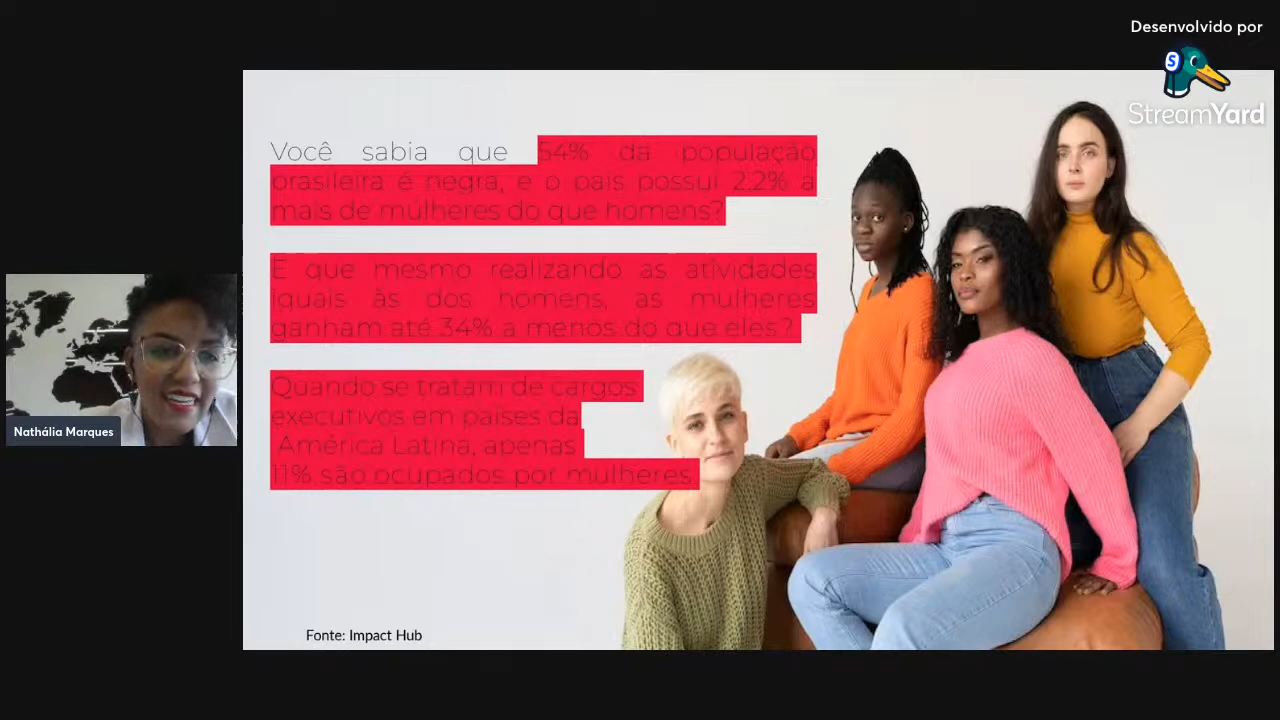 Desenvolvido por
StreamYard
Você sabia que 54% da população
brasileira é negra, e o país possui 2.2% a
mais de mulheres do que homens?
E que mesmo realizando as atividades
iguais às dos homens, as mulheres
ganham até 34% a menos do que eles?
Quando se tratam de cargos
executivos em países da
América Latina, apenas
11% são ocupados por mulheres.
Nathália Marques
Fonte: Impact Hub